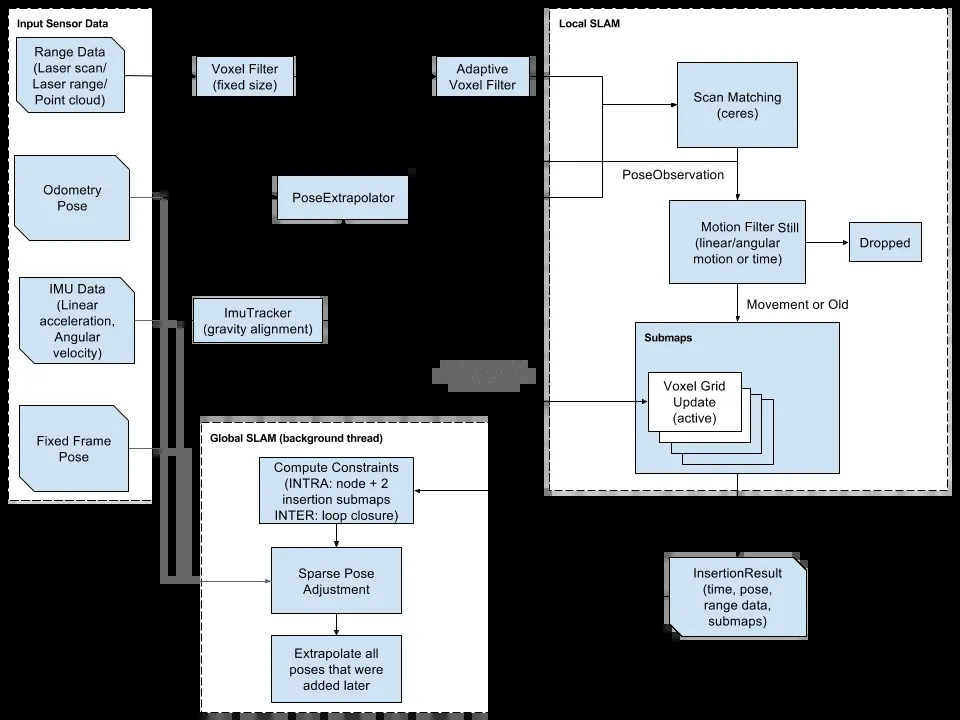 Input Sensor Data
Range Data
(Laser scan/
Laser range/
Point cloud)
Odometry
Pose
IMU Data
(Linear
acceleration,
Angular
velocity)
Fixed Frame
Pose
Voxel Filter
(fixed size)
Adaptive
Voxel Filter
PoseExtrapolator
ImuTracker
(gravity alignment)
Local SLAM
Scan Matching
(ceres)
PoseObservation
Motion Filter
(linear/angular
motion or time)
Still
Dropped
Movement or Old
Submaps
Voxel Grid
Update
(active)
InsertionResult
(time, pose,
range data,
submaps)
Global SLAM (background thread)
Compute Constraints
(INTRA: node + 2
insertion submaps
INTER: loop closure)
Sparse Pose
Adjustment
Extrapolate all
poses that were
added later